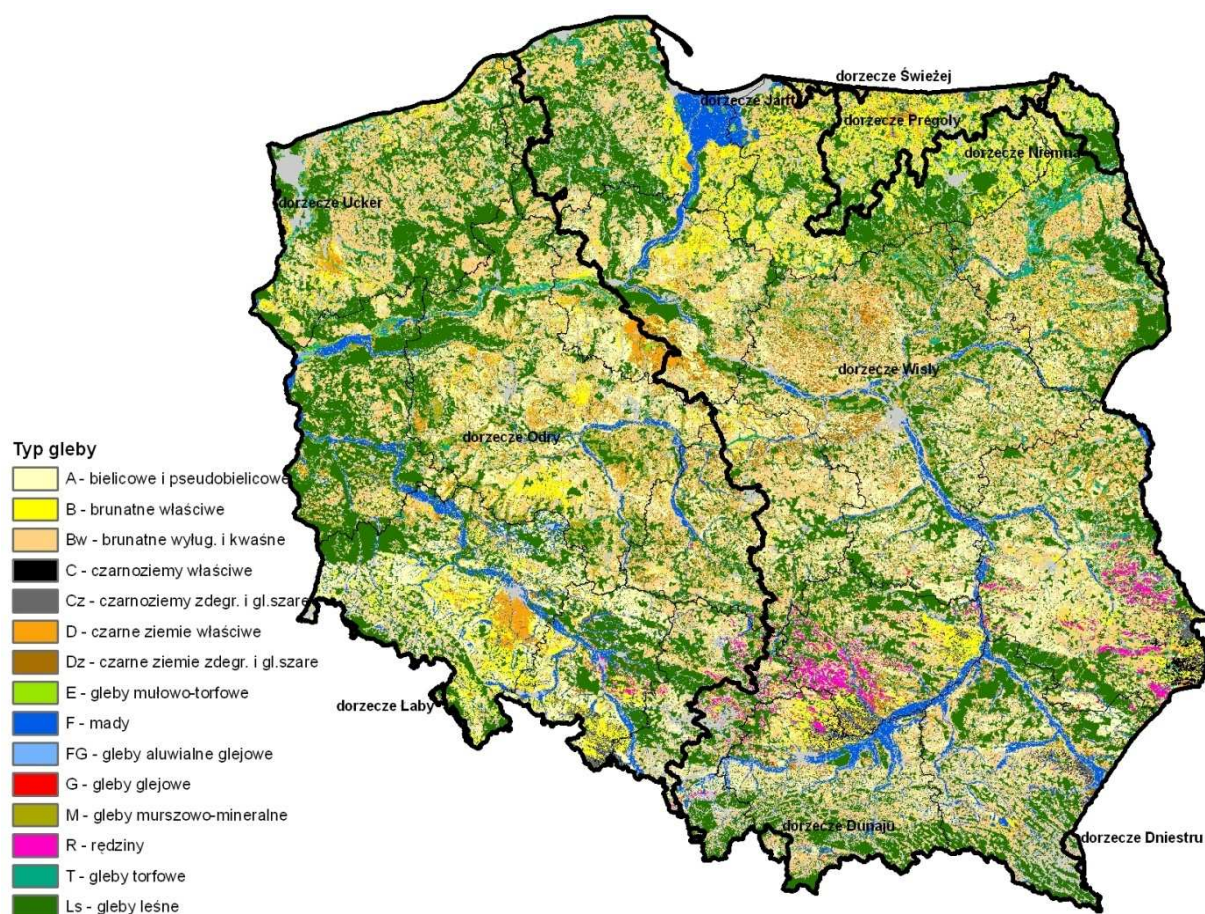 dorzecze Świeżej
dorzecze Jarft
dorzecze Pregoły
dorzecze Niemna
dorzecze Ucker
dorzecze Wisły
dorzecze Odry
dorzecze Łaby
dorzecze Dunaju
dorzecze Dniestru
Typ gleby
A - bielicowe i pseudobielicowe
B - brunatne właściwe
Bw - brunatne wyług. i kwaśne
C - czarnoziemy właściwe
Cz - czarnoziemy zdegr. i gl.szare
D - czarne ziemie właściwe
Dz - czarne ziemie zdegr. i gl.szare
E - gleby mułowo-torfowe
F - mady
FG - gleby aluwialne glejowe
G - gleby glejowe
M - gleby murszowo-mineralne
R - rędziny
T - gleby torfowe
Ls - gleby leśne